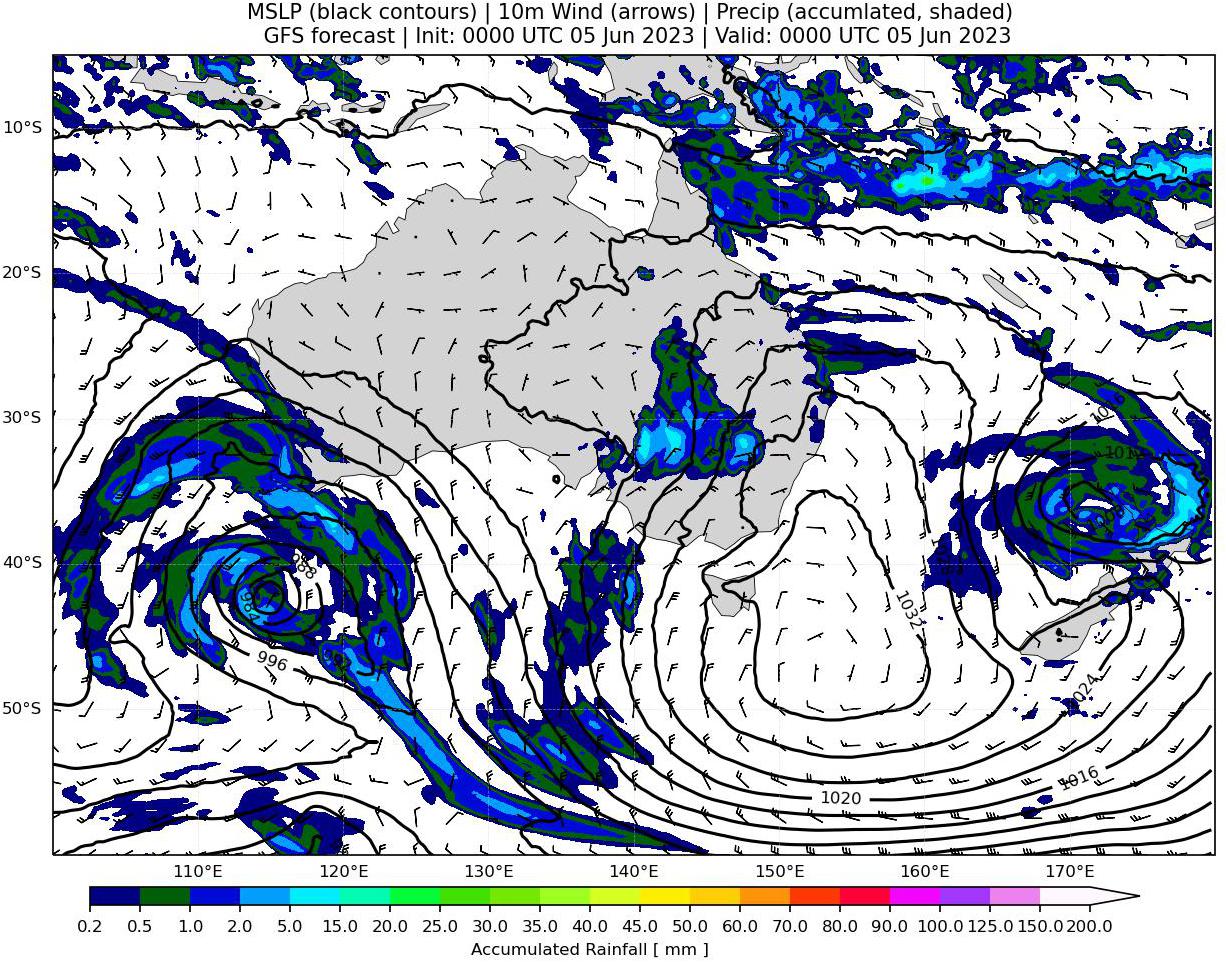 MSLP (black contours) | 10m Wind (arrows) | Precip (accumlated, shaded)
GFS forecast | Init: 0000 UTC 05 Jun 2023 | Valid: 0000 UTC 05 Jun 2023
10°S
20°S
30°S
1016
40°S
988
984
1032
996
992
1024
50°S
1016
1020
110°E 120°E 130°E 140°E 150°E 160°E 170°E
0.2 0.5 1.0 2.0 5.0 15.0 20.0 25.0 30.0 35.0 40.0 45.0 50.0 60.0 70.0 80.0 90.0 100.0 125.0 150.0 200.0
Accumulated Rainfall [ mm ]